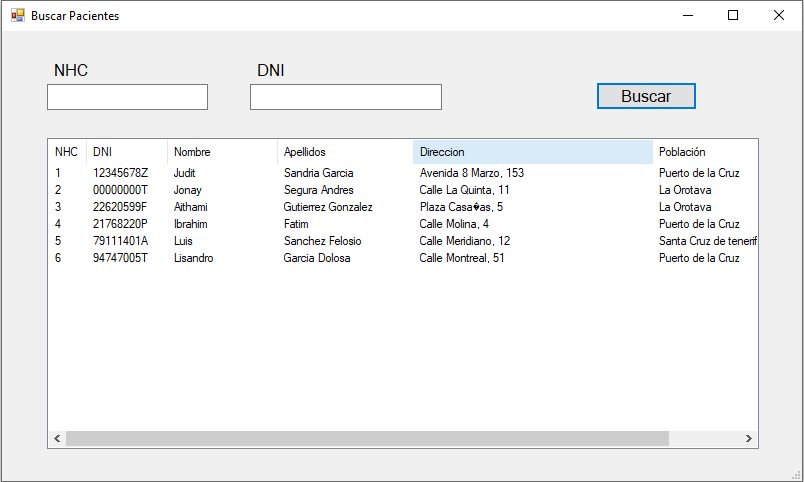 Buscar Pacientes
NHC DNI
Buscar
NHC DNI Nombre Apellidos Direccion Población
1 12345678Z Judit Sandria Garcia Avenida 8 Marzo, 153 Puerto de la Cruz
2 00000000T Jonay Segura Andres Calle La Quinta, 11 La Orotava
3 22620599F Aithami Gutierrez Gonzalez Plaza Casa�as, 5 La Orotava
4 21768220P Ibrahim Fatim Calle Molina, 4 Puerto de la Cruz
5 79111401A Luis Sanchez Felosio Calle Meridiano, 12 Santa Cruz de tenerif
6 94747005T Lisandro Garcia Dolosa Calle Montreal, 51 Puerto de la Cruz